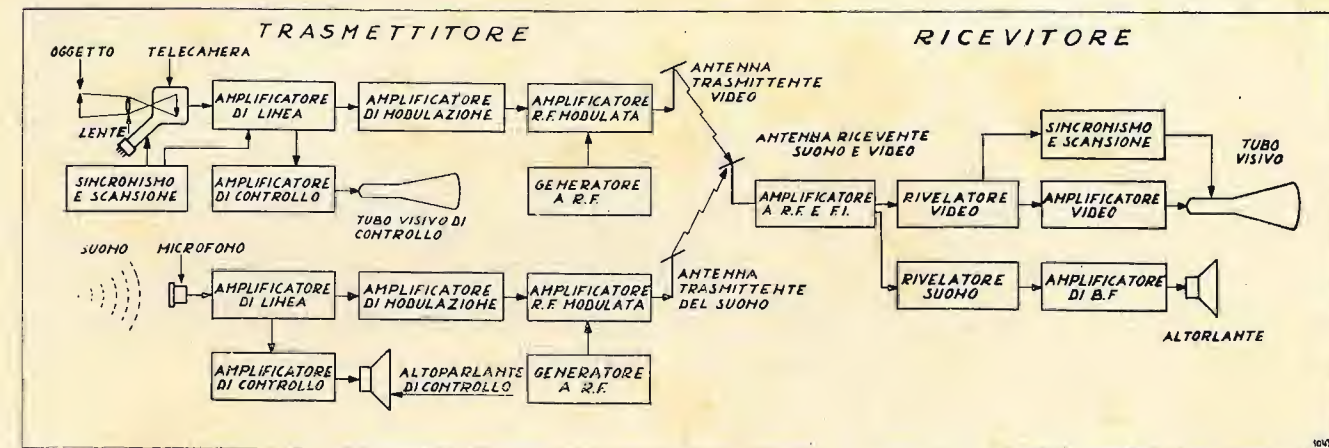 TRASMETTITORE
RICEVITORE
OGGETTO
TELECAMERA
LENTE
AMPLIFICATORE
DI LINEA
AMPLIFICATORE
DI MODULAZIONE
AMPLIFICATORE
R.F. MODULATA
ANTENNA
TRASMITTENTE
VIDEO
SINCRONISMO
E SCANSIONE
AMPLIFICATORE
DI CONTROLLO
TUBO VISIVO DI
CONTROLLO
GENERATORE
A R.F.
ANTENNA RICEVENTE
SUONO E VIDEO
AMPLIFICATORE
A R.F. E F.I.
RIVELATORE
VIDEO
SINCRONISMO
E SCANSIONE
AMPLIFICATORE
VIDEO
TUBO
VISIVO
SUONO
MICROFONO
AMPLIFICATORE
DI LINEA
AMPLIFICATORE
DI MODULAZIONE
AMPLIFICATORE
R.F. MODULATA
ANTENNA
TRASMITTENTE
DEL SUONO
RIVELATORE
SUONO
AMPLIFICATORE
DI B.F
ALTORLANTE
AMPLIFICATORE
DI CONTROLLO
ALTOPARLANTE
DI CONTROLLO
GENERATORE
A R.F.